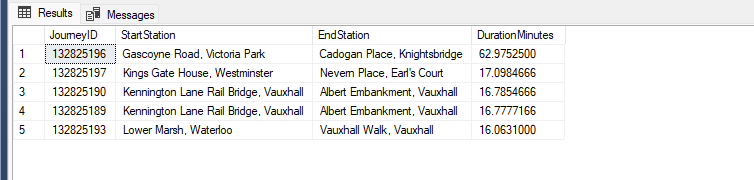 Results Messages
JourneyID StartStation EndStation DurationMinutes
1 132825196 Gascoyne Road, Victoria Park Cadogan Place, Knightsbridge 62.9752500
2 132825197 Kings Gate House, Westminster Nevern Place, Earl's Court 17.0984666
3 132825190 Kennington Lane Rail Bridge, Vauxhall Albert Embankment, Vauxhall 16.7854666
4 132825189 Kennington Lane Rail Bridge, Vauxhall Albert Embankment, Vauxhall 16.7777166
5 132825193 Lower Marsh, Waterloo Vauxhall Walk, Vauxhall 16.0631000